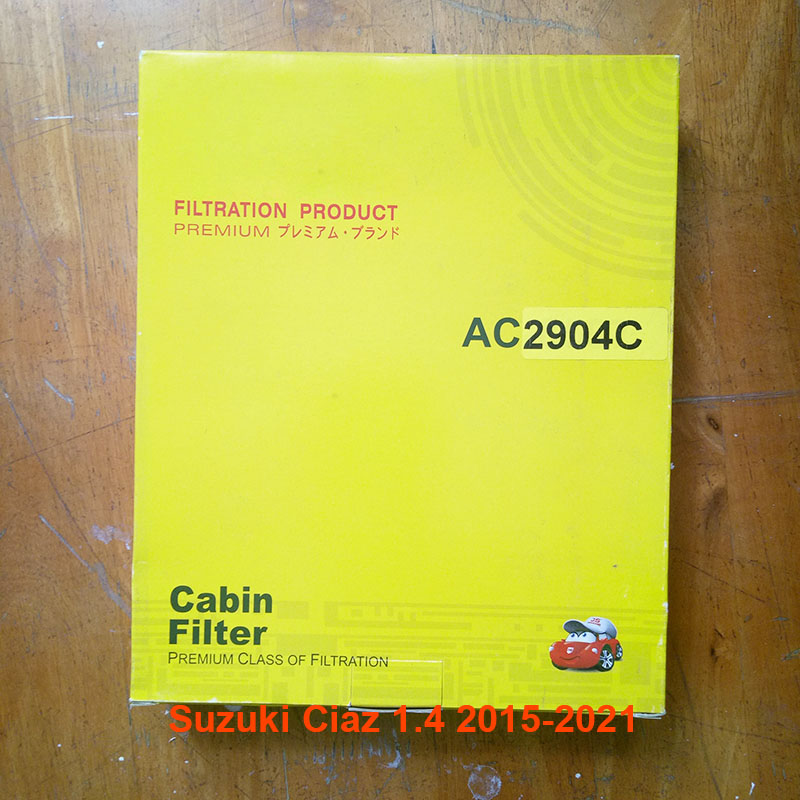 FILTRATION PRODUCT
PREMIUM プレミアム・ブランド
AC2904C
Cabin
Filter
PREMIUM CLASS OF FILTRATION
JS
Suzuki Ciaz 1.4 2015-2021